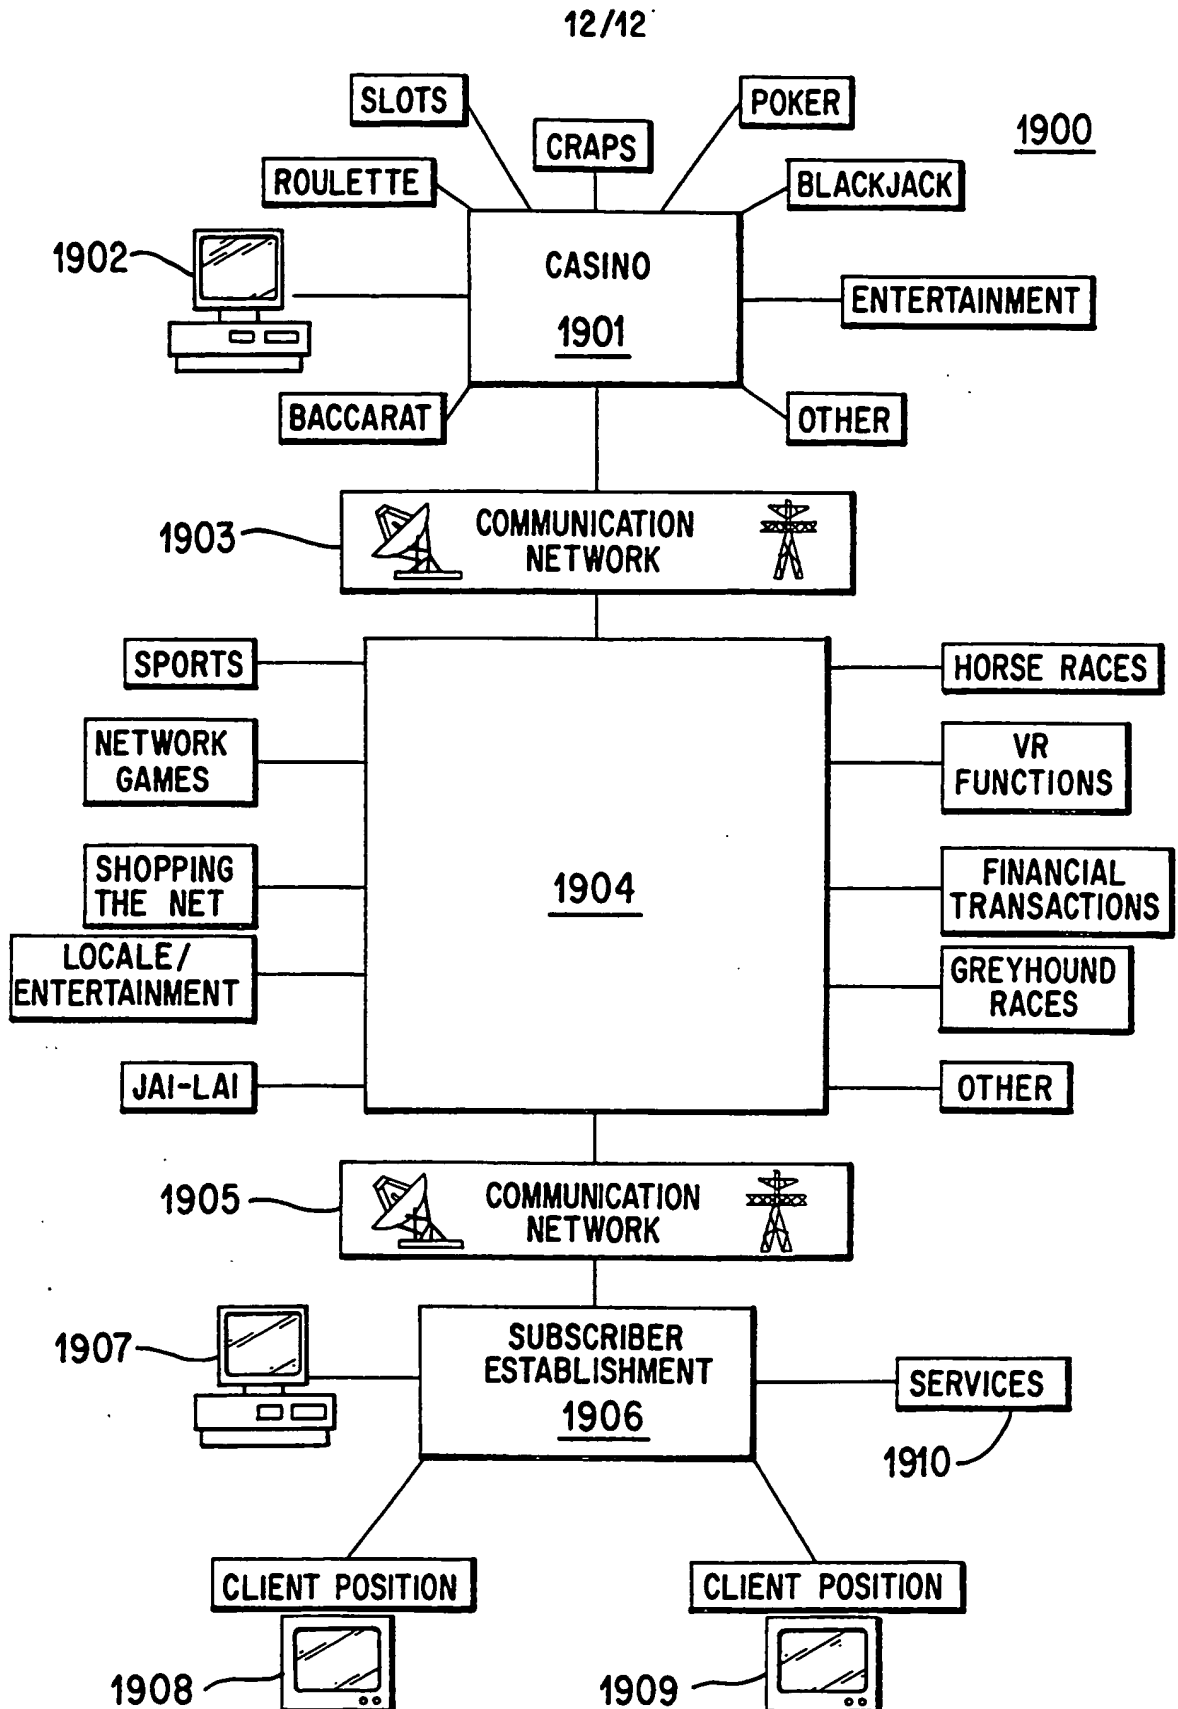 12/12
SLOTS
POKER
CRAPS
1900
ROULETTE
BLACKJACK
1902
CASINO
ENTERTAINMENT
1901
BACCARAT
OTHER
1903
COMMUNICATION
NETWORK
SPORTS
HORSE RACES
NETWORK
GAMES
VR
FUNCTIONS
SHOPPING
THE NET
1904
FINANCIAL
TRANSACTIONS
LOCALE/
ENTERTAINMENT
GREYHOUND
RACES
JAI-LAI
OTHER
1905
COMMUNICATION
NETWORK
1907
SUBSCRIBER
ESTABLISHMENT
1906
SERVICES
1910
CLIENT POSITION
CLIENT POSITION
1908
1909